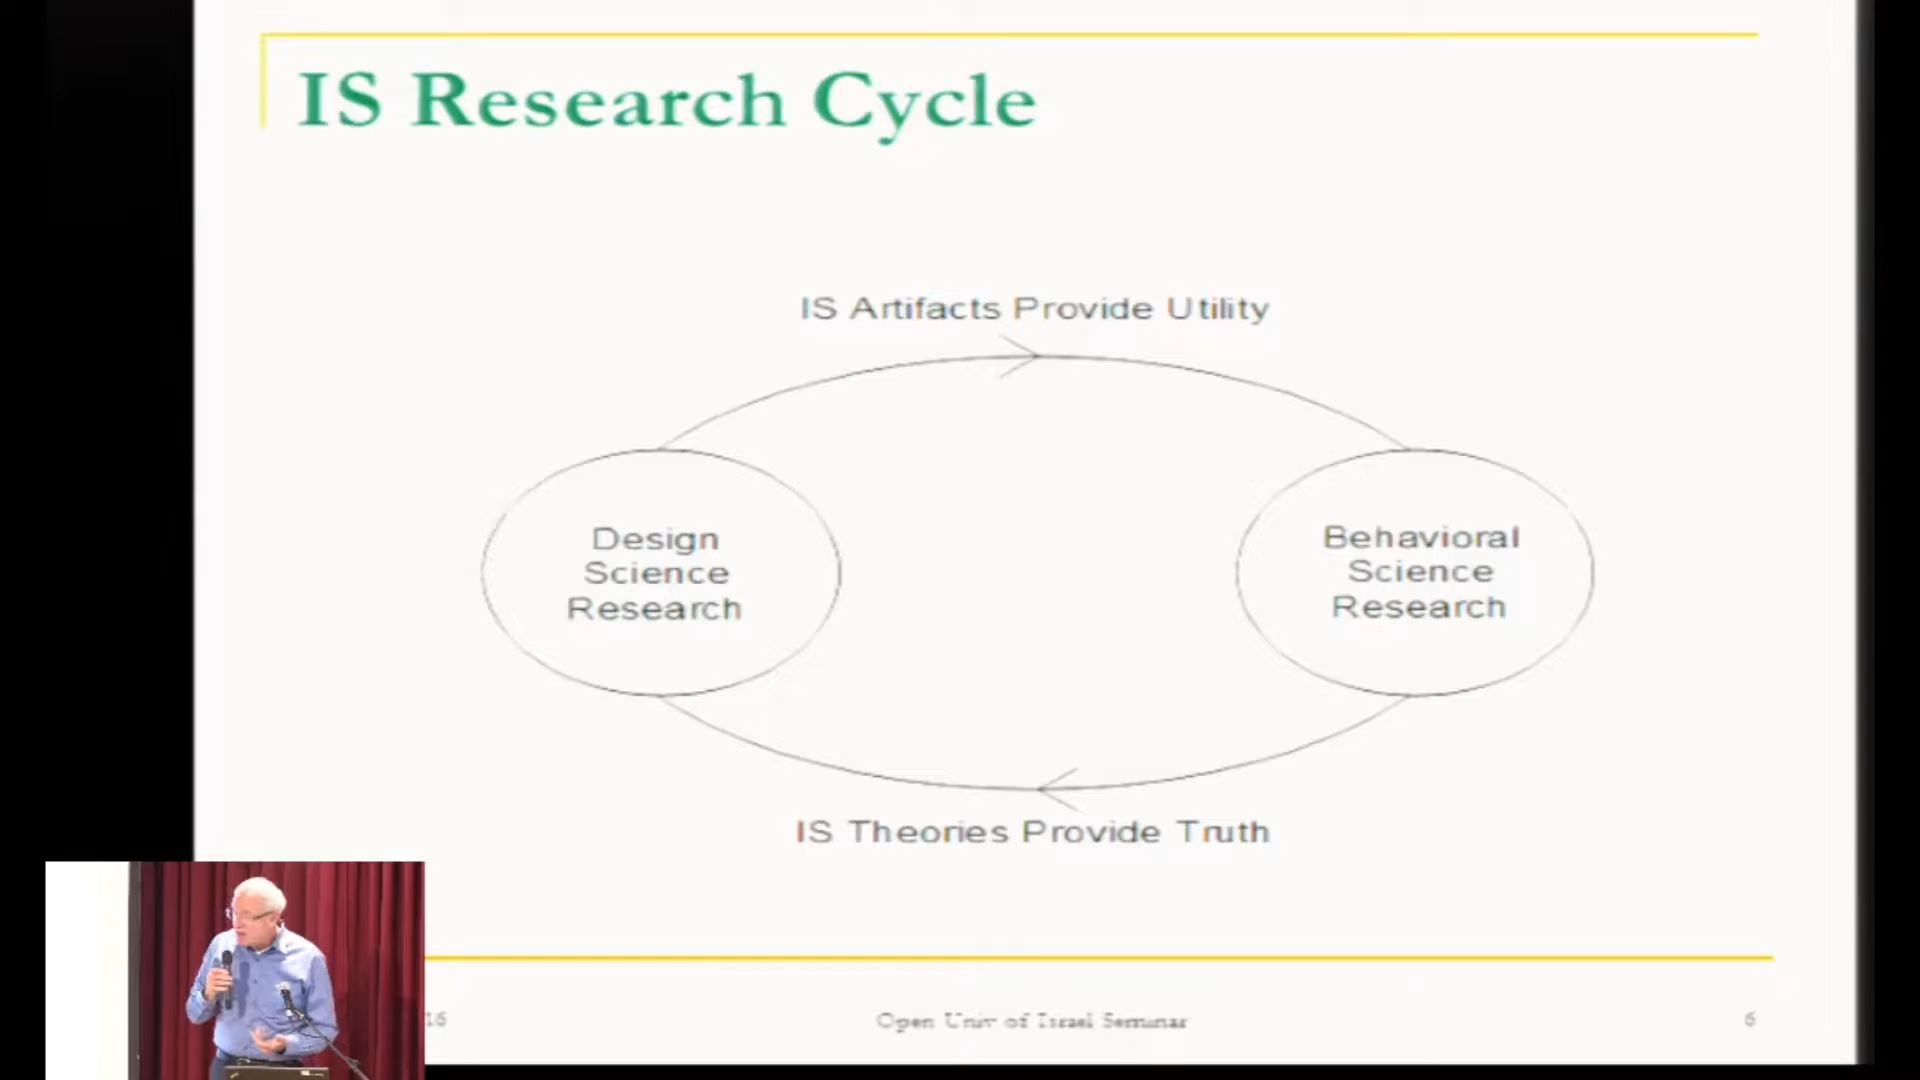 IS Research Cycle
IS Artifacts Provide Utility
Design
Science
Research
Behavioral
Science
Research
IS Theories Provide Truth
16
Open Univ of Israel Seminar
6